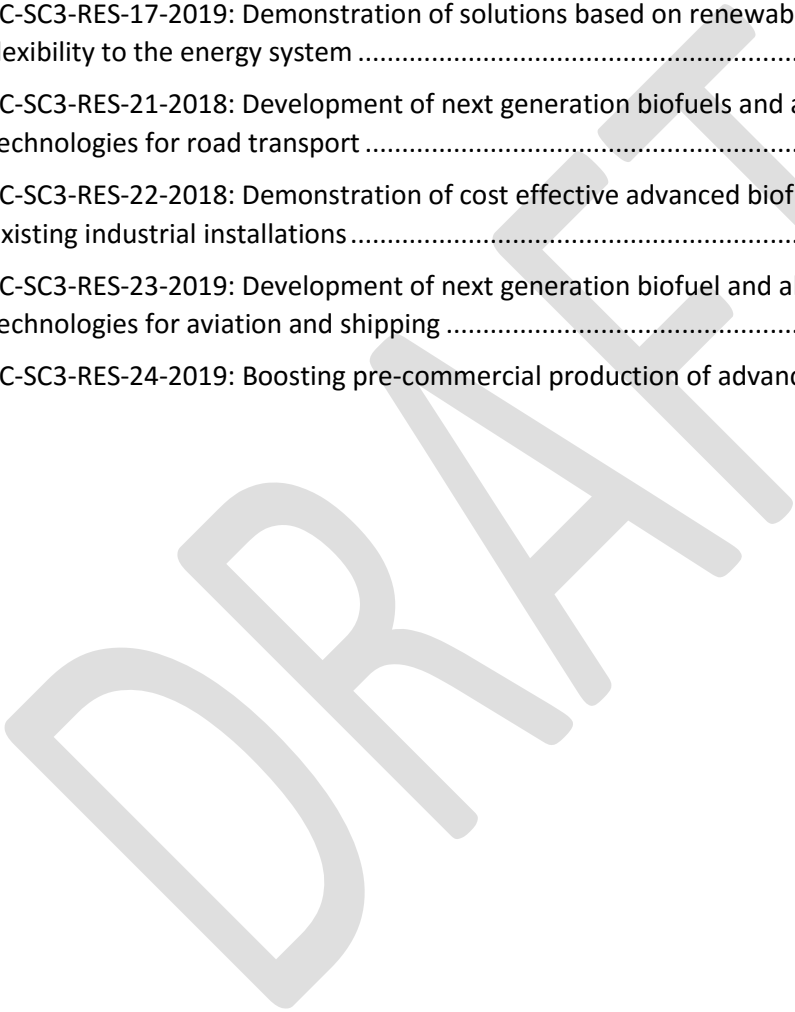 C-SC3-RES-17-2019: Demonstration of solutions based on renewab
lexibility to the energy system ................................................................
C-SC3-RES-21-2018: Development of next generation biofuels and a
echnologies for road transport ................................................................
C-SC3-RES-22-2018: Demonstration of cost effective advanced biof
xisting industrial installations ................................................................
C-SC3-RES-23-2019: Development of next generation biofuel and al
echnologies for aviation and shipping ....................................................
C-SC3-RES-24-2019: Boosting pre-commercial production of advanc
DRAFT